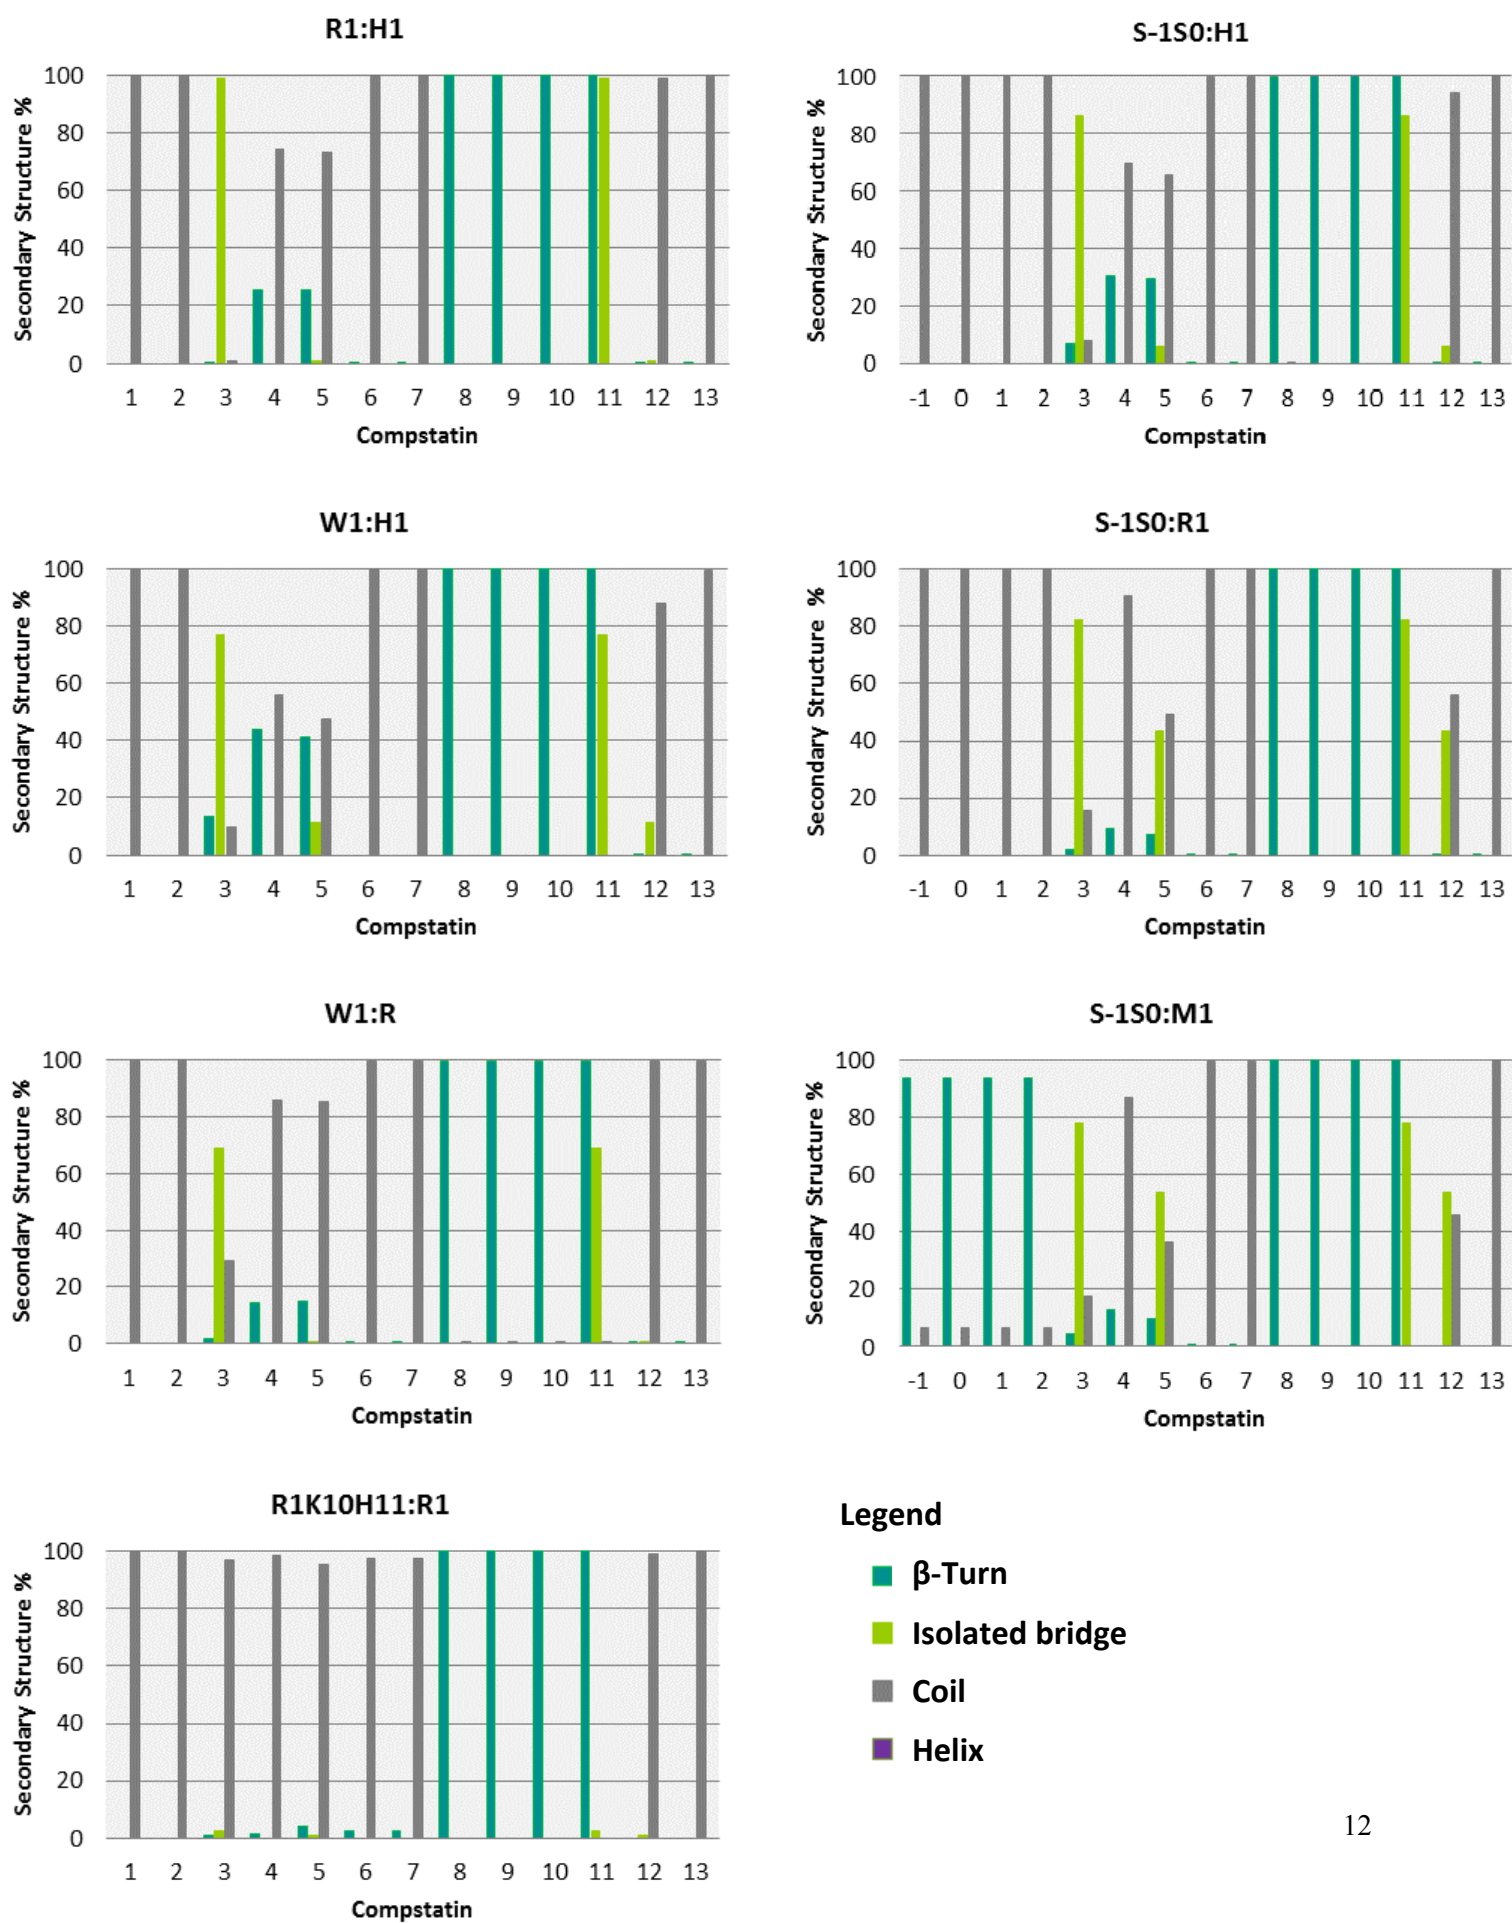 R1:H1
Secondary Structure %
100
80
60
40
20
0
1 2 3 4 5 6 7 8 9 10 11 12 13
Compstatin
S-1S0:H1
Secondary Structure %
100
80
60
40
20
0
-1 0 1 2 3 4 5 6 7 8 9 10 11 12 13
Compstatin
W1:H1
Secondary Structure %
100
80
60
40
20
0
1 2 3 4 5 6 7 8 9 10 11 12 13
Compstatin
S-1S0:R1
Secondary Structure %
100
80
60
40
20
0
-1 0 1 2 3 4 5 6 7 8 9 10 11 12 13
Compstatin
W1:R
Secondary Structure %
100
80
60
40
20
0
1 2 3 4 5 6 7 8 9 10 11 12 13
Compstatin
S-1S0:M1
Secondary Structure %
100
80
60
40
20
0
-1 0 1 2 3 4 5 6 7 8 9 10 11 12 13
Compstatin
R1K10H11:R1
Secondary Structure %
100
80
60
40
20
0
1 2 3 4 5 6 7 8 9 10 11 12 13
Compstatin
Legend
β-Turn
Isolated bridge
Coil
Helix
12